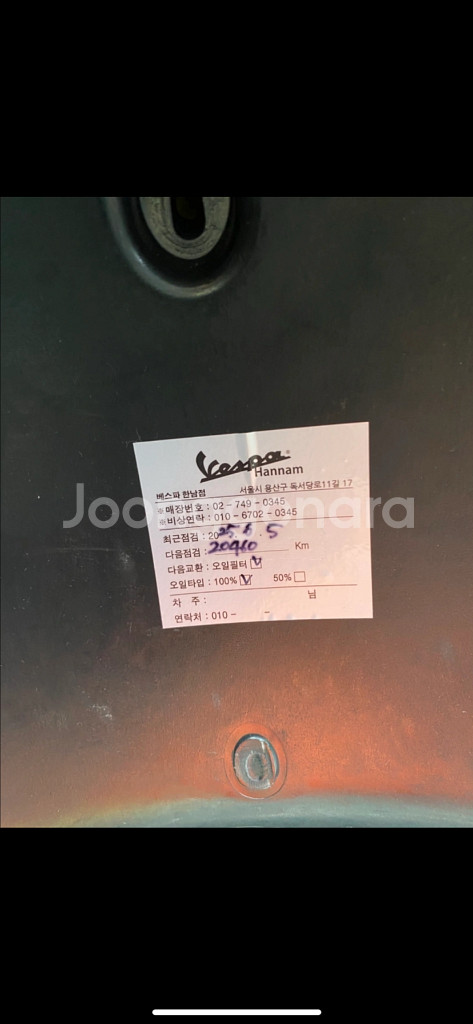 Vespa
Hannam
베스파 한남점 서울시 용산구 독서당로11길 17
※매장번호 : 02 - 749 - 0345
※비상연락 : 010 - 6702 - 0345
최근점검 : 2025. 6 . 5
다음점검 : 20910 Km
다음교환 : 오일필터
오일타입 : 100% 50%
차 주 : 님
연락처 : 010 - -
Joongonara